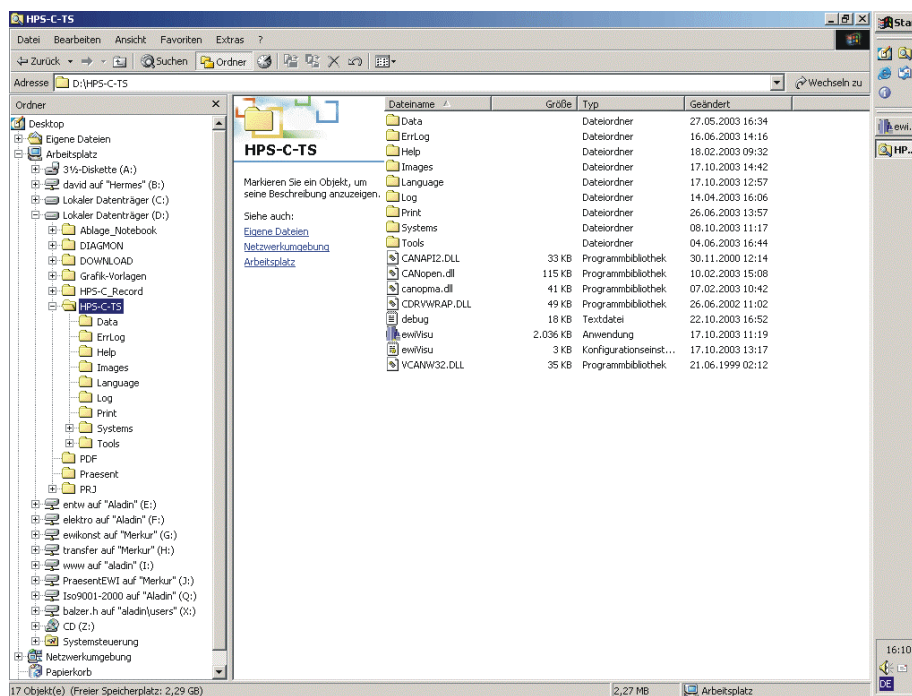 HPS-C-TS
Datei Bearbeiten Ansicht Favoriten Extras ?
Zurück Suchen Ordner
Adresse D:\HPS-C-TS Wechseln zu
Ordner
Desktop
Eigene Dateien
Arbeitsplatz
3½-Diskette (A:)
david auf "Hermes" (B:)
Lokaler Datenträger (C:)
Lokaler Datenträger (D:)
Ablage_Notebook
DIAGMON
DOWNLOAD
Grafik-Vorlagen
HPS-C_Record
HPS-C-TS
Data
ErrLog
Help
Images
Language
Log
Print
Systems
Tools
PDF
Praesent
PRJ
entw auf "Aladin" (E:)
elektro auf "Aladin" (F:)
ewikonst auf "Merkur" (G:)
transfer auf "Merkur" (H:)
www auf "aladin" (I:)
PraesentEWI auf "Merkur" (J:)
Iso9001-2000 auf "Aladin" (Q:)
balzer.h auf "aladin\users" (X:)
CD (Z:)
Systemsteuerung
Netzwerkumgebung
Papierkorb
HPS-C-TS
Markieren Sie ein Objekt, um
seine Beschreibung anzuzeigen.
Siehe auch:
Eigene Dateien
Netzwerkumgebung
Arbeitsplatz
Dateiname Größe Typ Geändert
Data Dateiordner 27.05.2003 16:34
ErrLog Dateiordner 16.06.2003 14:16
Help Dateiordner 18.02.2003 09:32
Images Dateiordner 17.10.2003 14:42
Language Dateiordner 17.10.2003 12:57
Log Dateiordner 14.04.2003 16:06
Print Dateiordner 26.06.2003 13:57
Systems Dateiordner 08.10.2003 11:17
Tools Dateiordner 04.06.2003 16:44
CANAPI2.DLL 33 KB Programmbibliothek 30.11.2000 12:14
CANopen.dll 115 KB Programmbibliothek 10.02.2003 15:08
canopma.dll 41 KB Programmbibliothek 07.02.2003 10:42
CDRVWRAP.DLL 49 KB Programmbibliothek 26.06.2002 11:02
debug 18 KB Textdatei 22.10.2003 16:52
ewiVisu 2.036 KB Anwendung 17.10.2003 11:19
ewiVisu 3 KB Konfigurationseinst... 17.10.2003 13:17
VCANW32.DLL 35 KB Programmbibliothek 21.06.1999 02:12
17 Objekt(e) (Freier Speicherplatz: 2,29 GB) 2,27 MB Arbeitsplatz
Star
ewi.
HP...
16:10
DE